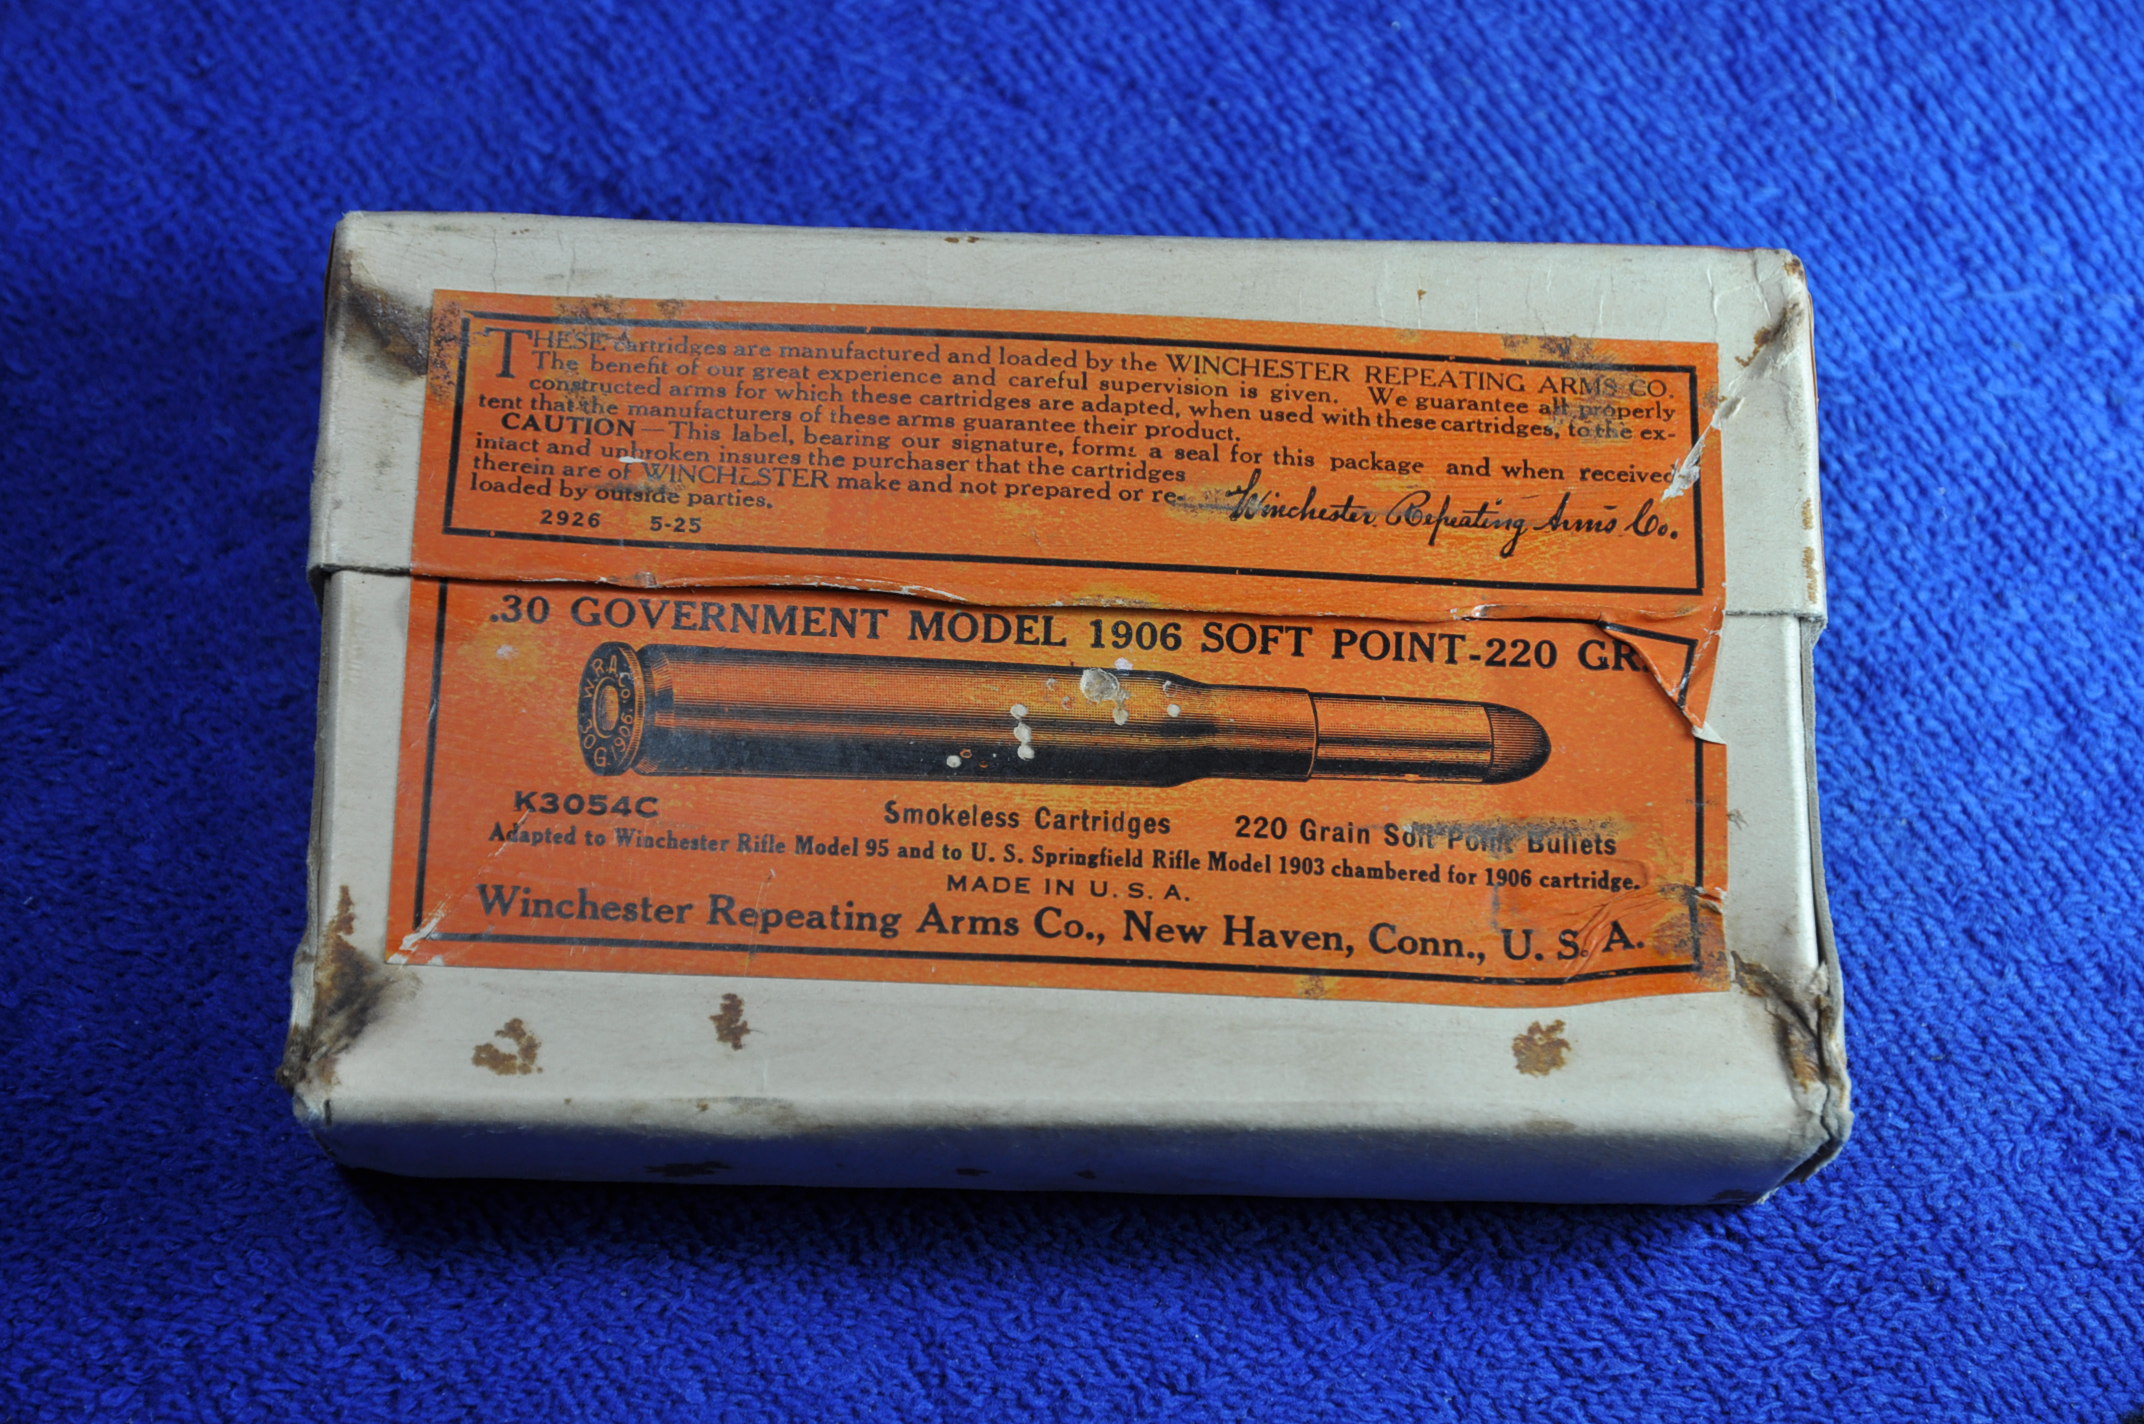 THESE cartridges are manufactured and loaded by the WINCHESTER REPEATING ARMS CO.
The benefit of our great experience and careful supervision is given. We guarantee all properly
constructed arms for which these cartridges are adapted, when used with these cartridges, to the ex-
tent that the manufacturers of these arms guarantee their product.
CAUTION—This label, bearing our signature, forms a seal for this package and when received
intact and unbroken insures the purchaser that the cartridges
therein are of WINCHESTER make and not prepared or re-
loaded by outside parties.
Winchester Repeating Arms Co.
2926 5-25
.30 GOVERNMENT MODEL 1906 SOFT POINT-220 GR.
W.R.A.Co.
30 G 1906.
K3054C
Smokeless Cartridges 220 Grain Soft Point Bullets
Adapted to Winchester Rifle Model 95 and to U. S. Springfield Rifle Model 1903 chambered for 1906 cartridge.
MADE IN U. S. A.
Winchester Repeating Arms Co., New Haven, Conn., U. S. A.